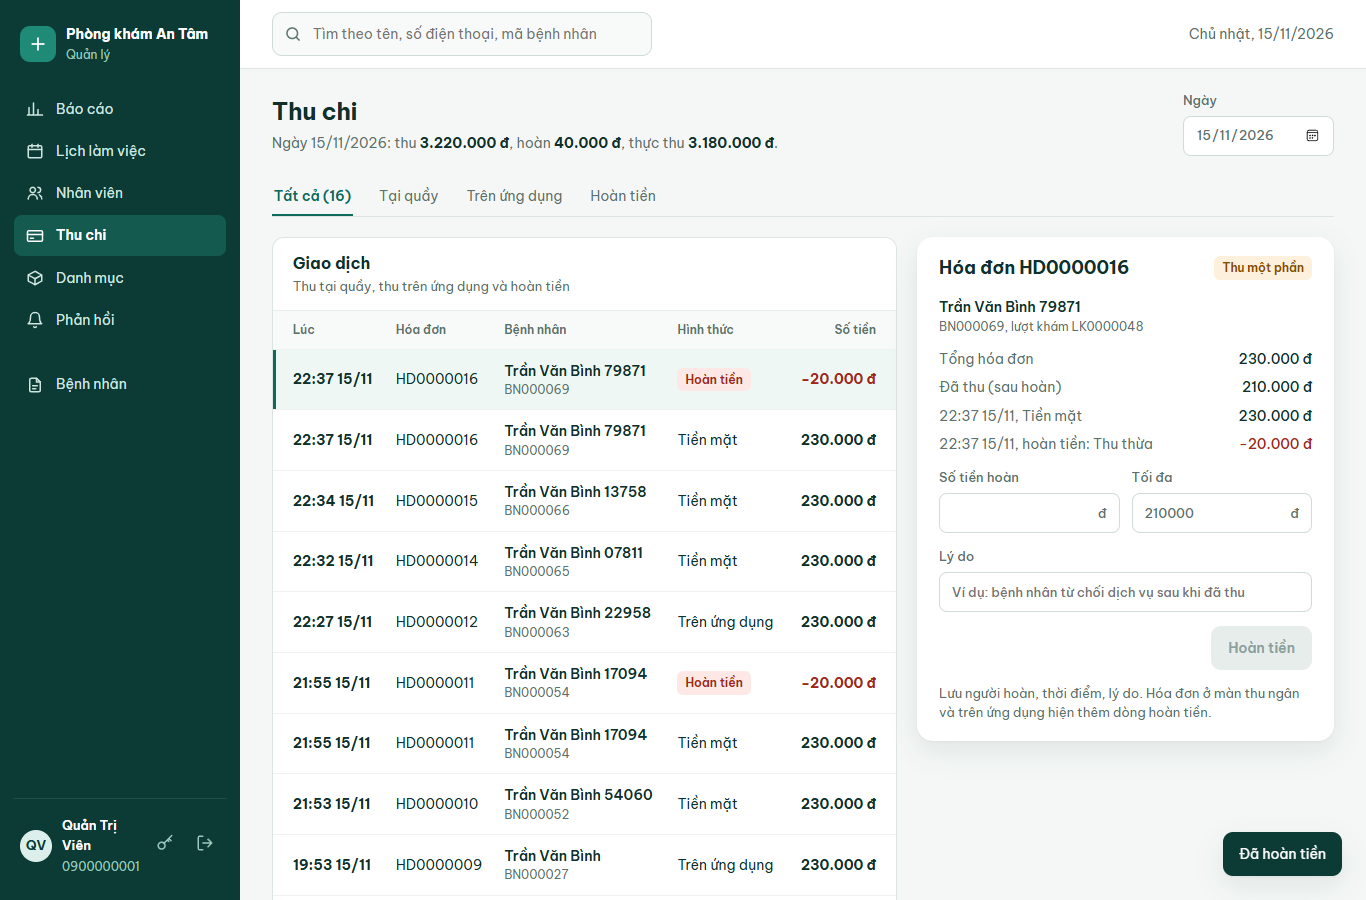 Phòng khám An Tâm
Quản lý
Báo cáo
Lịch làm việc
Nhân viên
Thu chi
Danh mục
Phản hồi
Bệnh nhân
QV
Quản Trị
Viên
0900000001
Tìm theo tên, số điện thoại, mã bệnh nhân
Chủ nhật, 15/11/2026
Thu chi
Ngày 15/11/2026: thu 3.220.000 đ, hoàn 40.000 đ, thực thu 3.180.000 đ.
Ngày
15/11/2026
Tất cả (16) Tại quầy Trên ứng dụng Hoàn tiền
Giao dịch
Thu tại quầy, thu trên ứng dụng và hoàn tiền
Lúc Hóa đơn Bệnh nhân Hình thức Số tiền
22:37 15/11 HD0000016 Trần Văn Bình 79871 Hoàn tiền -20.000 đ
BN000069
22:37 15/11 HD0000016 Trần Văn Bình 79871 Tiền mặt 230.000 đ
BN000069
22:34 15/11 HD0000015 Trần Văn Bình 13758 Tiền mặt 230.000 đ
BN000066
22:32 15/11 HD0000014 Trần Văn Bình 07811 Tiền mặt 230.000 đ
BN000065
22:27 15/11 HD0000012 Trần Văn Bình 22958 Trên ứng dụng 230.000 đ
BN000063
21:55 15/11 HD0000011 Trần Văn Bình 17094 Hoàn tiền -20.000 đ
BN000054
21:55 15/11 HD0000011 Trần Văn Bình 17094 Tiền mặt 230.000 đ
BN000054
21:53 15/11 HD0000010 Trần Văn Bình 54060 Tiền mặt 230.000 đ
BN000052
19:53 15/11 HD0000009 Trần Văn Bình Trên ứng dụng 230.000 đ
BN000027
Hóa đơn HD0000016 Thu một phần
Trần Văn Bình 79871
BN000069, lượt khám LK0000048
Tổng hóa đơn 230.000 đ
Đã thu (sau hoàn) 210.000 đ
22:37 15/11, Tiền mặt 230.000 đ
22:37 15/11, hoàn tiền: Thu thừa -20.000 đ
Số tiền hoàn Tối đa
đ 210000 đ
Lý do
Ví dụ: bệnh nhân từ chối dịch vụ sau khi đã thu
Hoàn tiền
Lưu người hoàn, thời điểm, lý do. Hóa đơn ở màn thu ngân
và trên ứng dụng hiện thêm dòng hoàn tiền.
Đã hoàn tiền